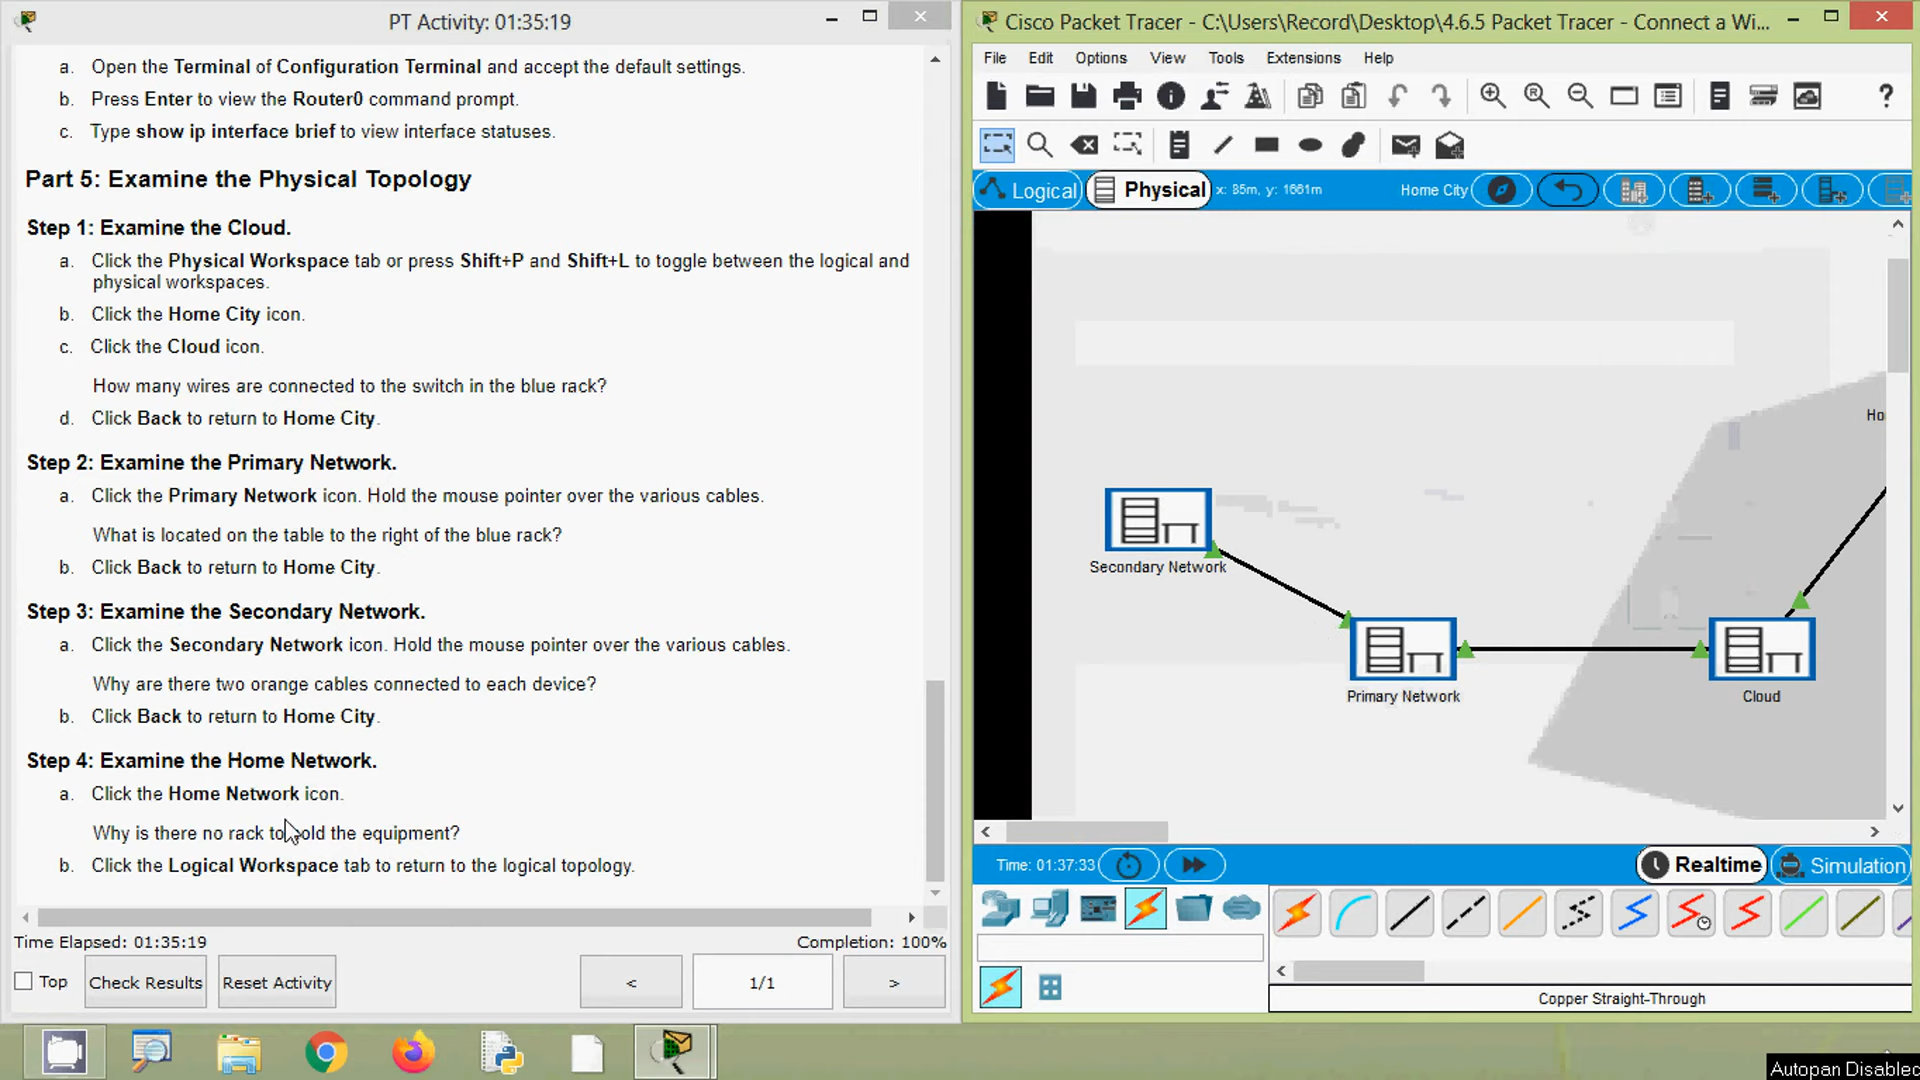 PT Activity: 01:35:19
a. Open the Terminal of Configuration Terminal and accept the default settings.
b. Press Enter to view the Router0 command prompt.
c. Type show ip interface brief to view interface statuses.
Part 5: Examine the Physical Topology
Step 1: Examine the Cloud.
a. Click the Physical Workspace tab or press Shift+P and Shift+L to toggle between the logical and
physical workspaces.
b. Click the Home City icon.
c. Click the Cloud icon.
How many wires are connected to the switch in the blue rack?
d. Click Back to return to Home City.
Step 2: Examine the Primary Network.
a. Click the Primary Network icon. Hold the mouse pointer over the various cables.
What is located on the table to the right of the blue rack?
b. Click Back to return to Home City.
Step 3: Examine the Secondary Network.
a. Click the Secondary Network icon. Hold the mouse pointer over the various cables.
Why are there two orange cables connected to each device?
b. Click Back to return to Home City.
Step 4: Examine the Home Network.
a. Click the Home Network icon.
Why is there no rack to hold the equipment?
b. Click the Logical Workspace tab to return to the logical topology.
Time Elapsed: 01:35:19
Completion: 100%
Top
Check Results
Reset Activity
<
1/1
>
Cisco Packet Tracer - C:\Users\Record\Desktop\4.6.5 Packet Tracer - Connect a Wi...
File Edit Options View Tools Extensions Help
Logical
Physical
x: 85m, y: 1661m
Home City
Ho
Secondary Network
Primary Network
Cloud
Time: 01:37:33
Realtime
Simulation
Copper Straight-Through
Autopan Disabled